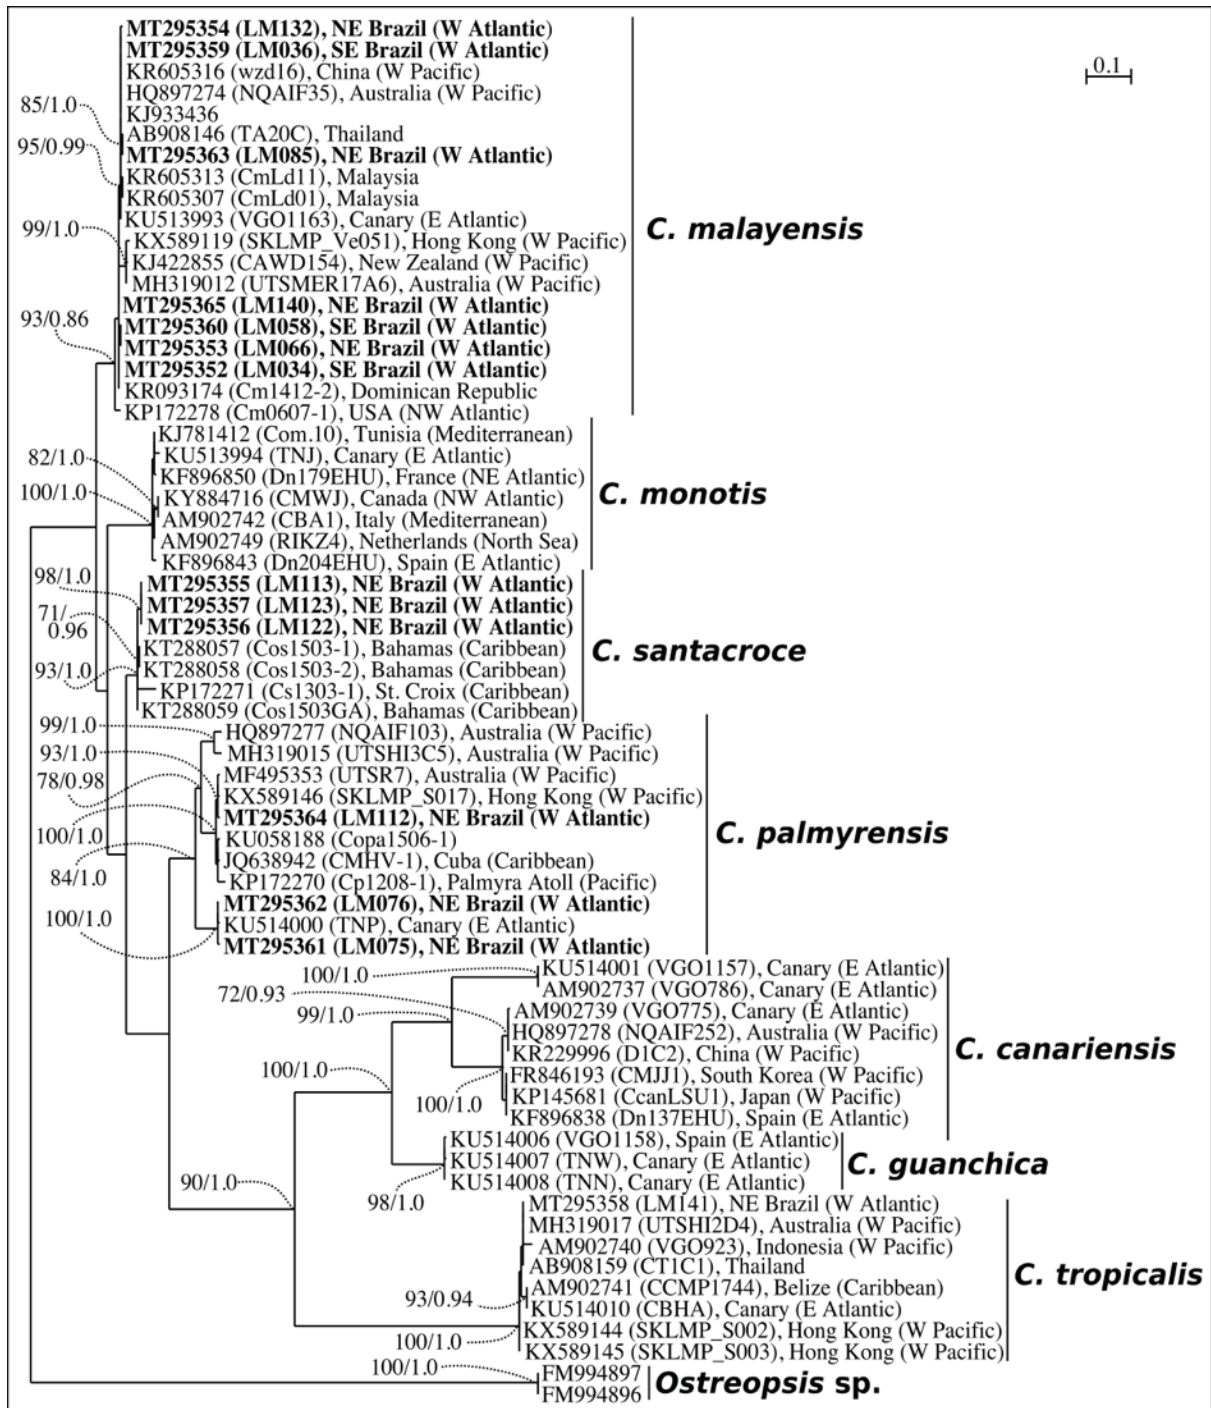 MT295354 (LM132), NE Brazil (W Atlantic)
MT295359 (LM036), SE Brazil (W Atlantic)
KR605316 (wzd16), China (W Pacific)
0.1
HQ897274 (NQAIF35), Australia (W Pacific)
85/1.0
KJ933436
AB908146 (TA20C), Thailand
95/0.99
MT295363 (LM085), NE Brazil (W Atlantic)
KR605313 (CmLd11), Malaysia
KR605307 (CmLd01), Malaysia
KU513993 (VGO1163), Canary (E Atlantic)
99/1.0
C. malayensis
KX589119 (SKLMP_Ve051), Hong Kong (W Pacific)
KJ422855 (CAWD154), New Zealand (W Pacific)
MH319012 (UTSMER17A6), Australia (W Pacific)
MT295365 (LM140), NE Brazil (W Atlantic)
93/0.86
MT295360 (LM058), SE Brazil (W Atlantic)
MT295353 (LM066), NE Brazil (W Atlantic)
MT295352 (LM034), SE Brazil (W Atlantic)
KR093174 (Cm1412-2), Dominican Republic
KP172278 (Cm0607-1), USA (NW Atlantic)
KJ781412 (Com.10), Tunisia (Mediterranean)
82/1.0
KU513994 (TNJ), Canary (E Atlantic)
KF896850 (Dn179EHU), France (NE Atlantic)
100/1.0
C. monotis
KY884716 (CMWJ), Canada (NW Atlantic)
AM902742 (CBA1), Italy (Mediterranean)
AM902749 (RIKZ4), Netherlands (North Sea)
KF896843 (Dn204EHU), Spain (E Atlantic)
98/1.0
MT295355 (LM113), NE Brazil (W Atlantic)
MT295357 (LM123), NE Brazil (W Atlantic)
71/
0.96
MT295356 (LM122), NE Brazil (W Atlantic)
KT288057 (Cos1503-1), Bahamas (Caribbean)
C. santacroce
93/1.0
KT288058 (Cos1503-2), Bahamas (Caribbean)
KP172271 (Cs1303-1), St. Croix (Caribbean)
KT288059 (Cos1503GA), Bahamas (Caribbean)
99/1.0
HQ897277 (NQAIF103), Australia (W Pacific)
93/1.0
MH319015 (UTSHI3C5), Australia (W Pacific)
78/0.98
MF495353 (UTSR7), Australia (W Pacific)
KX589146 (SKLMP_S017), Hong Kong (W Pacific)
MT295364 (LM112), NE Brazil (W Atlantic)
100/1.0
KU058188 (Copa1506-1)
C. palmyrensis
JQ638942 (CMHV-1), Cuba (Caribbean)
84/1.0
KP172270 (Cp1208-1), Palmyra Atoll (Pacific)
MT295362 (LM076), NE Brazil (W Atlantic)
100/1.0
KU514000 (TNP), Canary (E Atlantic)
MT295361 (LM075), NE Brazil (W Atlantic)
100/1.0
KU514001 (VGO1157), Canary (E Atlantic)
AM902737 (VGO786), Canary (E Atlantic)
72/0.93
AM902739 (VGO775), Canary (E Atlantic)
99/1.0
HQ897278 (NQAIF252), Australia (W Pacific)
KR229996 (D1C2), China (W Pacific)
C. canariensis
100/1.0
FR846193 (CMJJ1), South Korea (W Pacific)
KP145681 (CcanLSU1), Japan (W Pacific)
100/1.0
KF896838 (Dn137EHU), Spain (E Atlantic)
KU514006 (VGO1158), Spain (E Atlantic)
KU514007 (TNW), Canary (E Atlantic)
C. guanchica
90/1.0
KU514008 (TNN), Canary (E Atlantic)
98/1.0
MT295358 (LM141), NE Brazil (W Atlantic)
MH319017 (UTSHI2D4), Australia (W Pacific)
AM902740 (VGO923), Indonesia (W Pacific)
AB908159 (CT1C1), Thailand
C. tropicalis
AM902741 (CCMP1744), Belize (Caribbean)
93/0.94
KU514010 (CBHA), Canary (E Atlantic)
KX589144 (SKLMP_S002), Hong Kong (W Pacific)
100/1.0
KX589145 (SKLMP_S003), Hong Kong (W Pacific)
100/1.0
FM994897
Ostreopsis sp.
FM994896